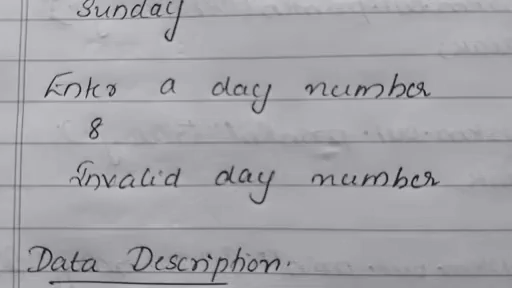 Sunday
Enter a day number
8
Invalid day number
Data Description.